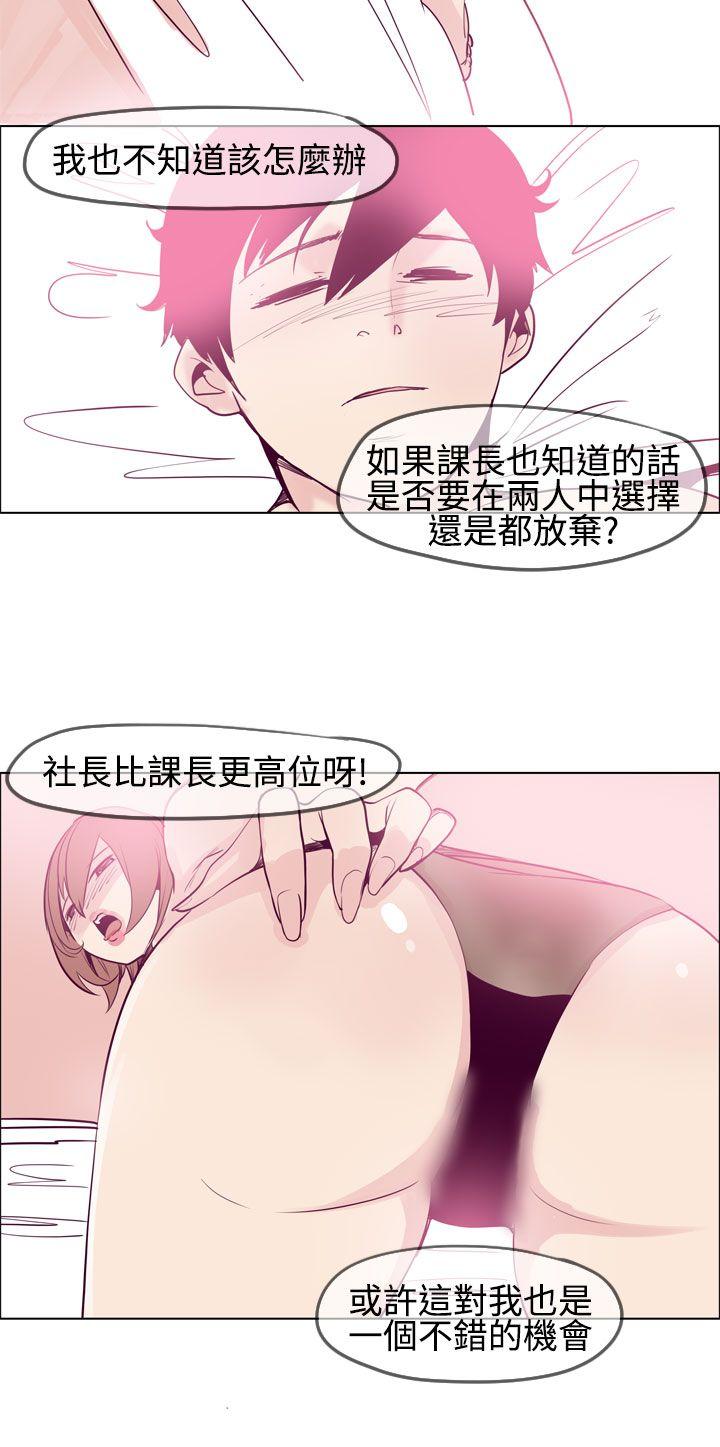 我也不知道該怎麼辦
如果課長也知道的話
是否要在兩人中選擇
還是都放棄?
社長比課長更高位呀!
或許這對我也是
一個不錯的機會